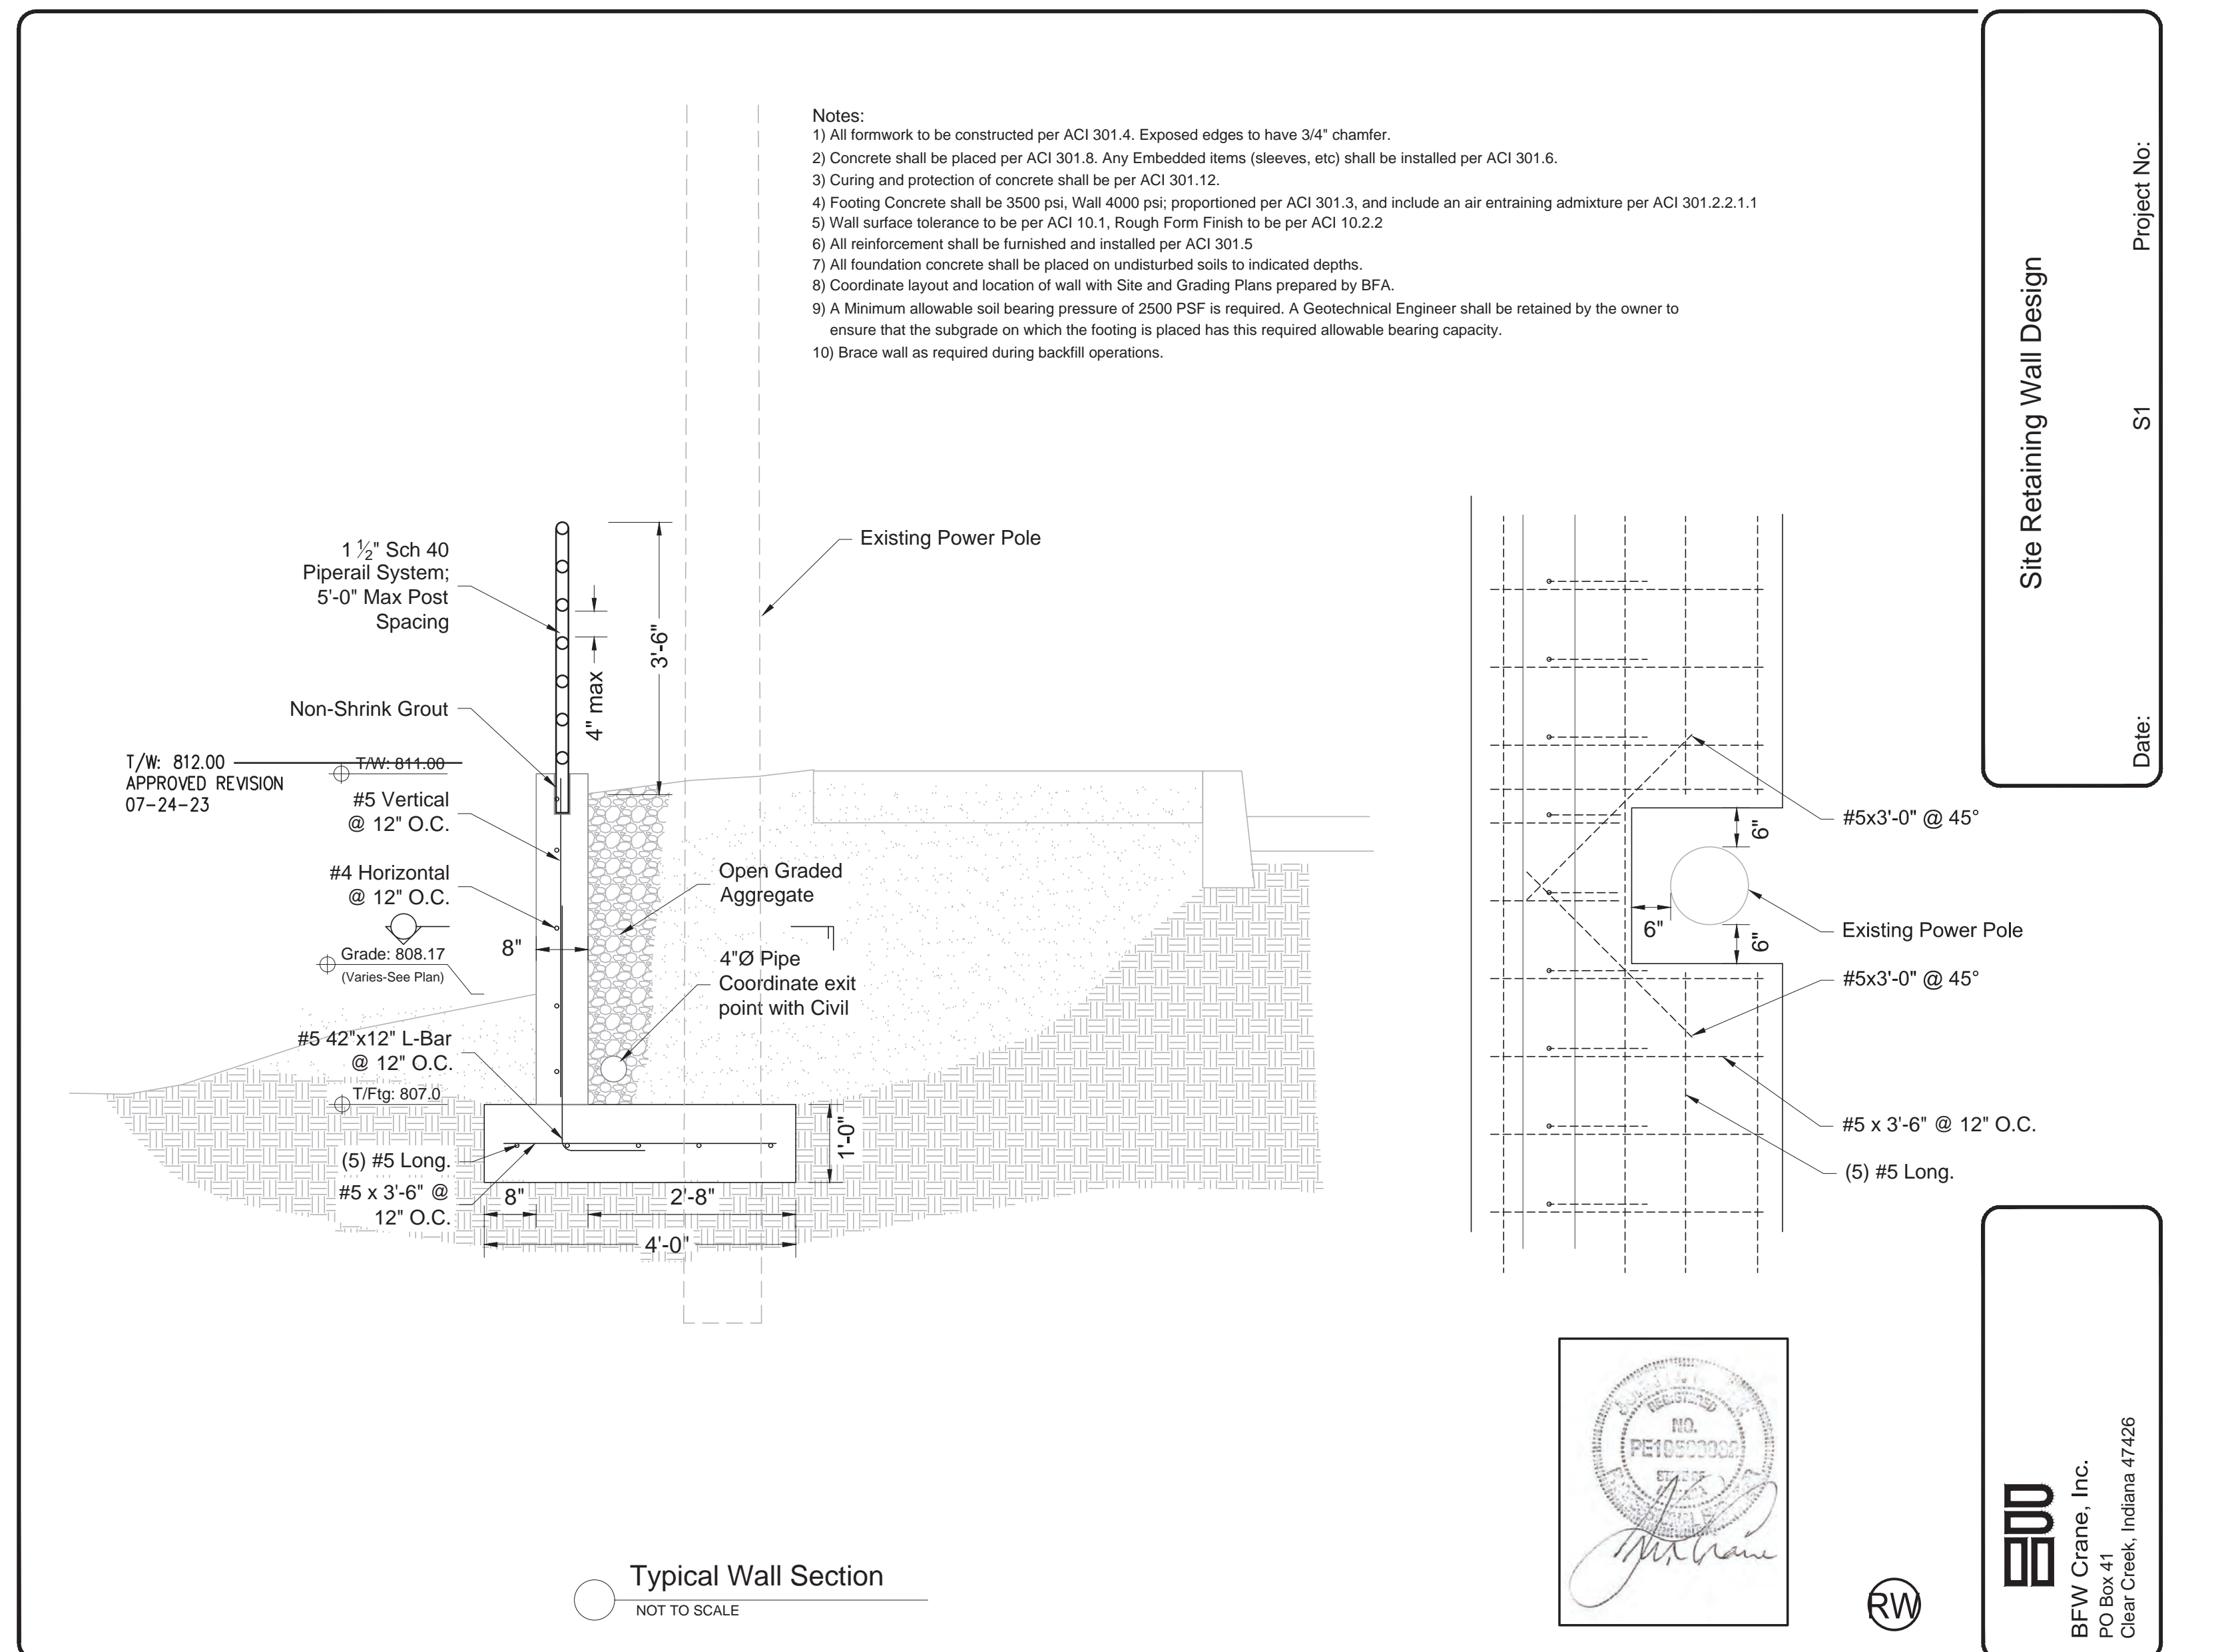 Notes:
1) All formwork to be constructed per ACI 301.4. Exposed edges to have 3/4" chamfer.
2) Concrete shall be placed per ACI 301.8. Any Embedded items (sleeves, etc) shall be installed per ACI 301.6.
3) Curing and protection of concrete shall be per ACI 301.12.
4) Footing Concrete shall be 3500 psi, Wall 4000 psi; proportioned per ACI 301.3, and include an air entraining admixture per ACI 301.2.2.1.1
5) Wall surface tolerance to be per ACI 10.1, Rough Form Finish to be per ACI 10.2.2
6) All reinforcement shall be furnished and installed per ACI 301.5
7) All foundation concrete shall be placed on undisturbed soils to indicated depths.
8) Coordinate layout and location of wall with Site and Grading Plans prepared by BFA.
9) A Minimum allowable soil bearing pressure of 2500 PSF is required. A Geotechnical Engineer shall be retained by the owner to
ensure that the subgrade on which the footing is placed has this required allowable bearing capacity.
10) Brace wall as required during backfill operations.
1 1/2" Sch 40
Piperail System;
5'-0" Max Post
Spacing
Non-Shrink Grout
T/W: 812.00
APPROVED REVISION
07-24-23
T/W: 811.00
#5 Vertical
@ 12" O.C.
#4 Horizontal
@ 12" O.C.
Grade: 808.17
(Varies-See Plan)
#5 42"x12" L-Bar
@ 12" O.C.
T/Ftg: 807.0
(5) #5 Long.
#5 x 3'-6" @
12" O.C.
8"
4" max
3'-6"
Existing Power Pole
Open Graded
Aggregate
4"Ø Pipe
Coordinate exit
point with Civil
1'-0"
8"
2'-8"
4'-0"
#5x3'-0" @ 45°
6"
6"
6"
Existing Power Pole
#5x3'-0" @ 45°
#5 x 3'-6" @ 12" O.C.
(5) #5 Long.
Typical Wall Section
NOT TO SCALE
REGISTERED
NO.
RW
Site Retaining Wall Design
Project No:
S1
Date:
BFW Crane, Inc.
PO Box 41
Clear Creek, Indiana 47426